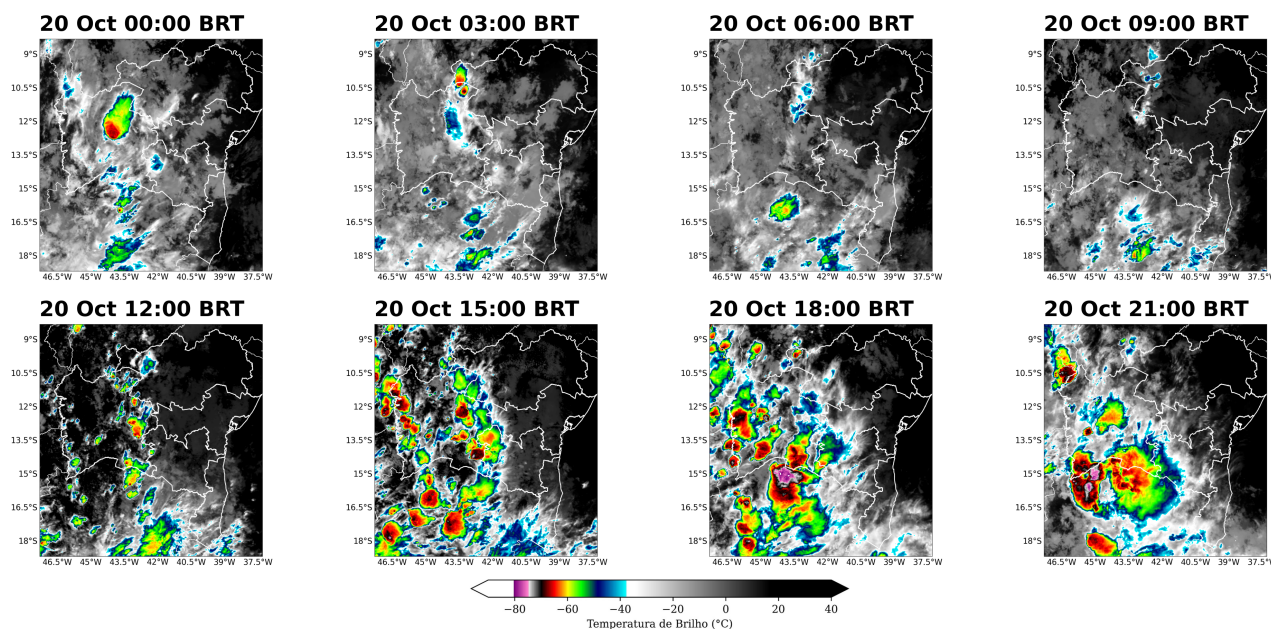 20 Oct 00:00 BRT
20 Oct 03:00 BRT
20 Oct 06:00 BRT
20 Oct 09:00 BRT
9°S
10.5°S
12°S
13.5°S
15°S
16.5°S
18°S
46.5°W 45°W 43.5°W 42°W 40.5°W 39°W 37.5°W
9°S
10.5°S
12°S
13.5°S
15°S
16.5°S
18°S
46.5°W 45°W 43.5°W 42°W 40.5°W 39°W 37.5°W
9°S
10.5°S
12°S
13.5°S
15°S
16.5°S
18°S
46.5°W 45°W 43.5°W 42°W 40.5°W 39°W 37.5°W
9°S
10.5°S
12°S
13.5°S
15°S
16.5°S
18°S
46.5°W 45°W 43.5°W 42°W 40.5°W 39°W 37.5°W
20 Oct 12:00 BRT
20 Oct 15:00 BRT
20 Oct 18:00 BRT
20 Oct 21:00 BRT
9°S
10.5°S
12°S
13.5°S
15°S
16.5°S
18°S
46.5°W 45°W 43.5°W 42°W 40.5°W 39°W 37.5°W
9°S
10.5°S
12°S
13.5°S
15°S
16.5°S
18°S
46.5°W 45°W 43.5°W 42°W 40.5°W 39°W 37.5°W
9°S
10.5°S
12°S
13.5°S
15°S
16.5°S
18°S
46.5°W 45°W 43.5°W 42°W 40.5°W 39°W 37.5°W
9°S
10.5°S
12°S
13.5°S
15°S
16.5°S
18°S
46.5°W 45°W 43.5°W 42°W 40.5°W 39°W 37.5°W
−80 −60 −40 −20 0 20 40
Temperatura de Brilho (°C)